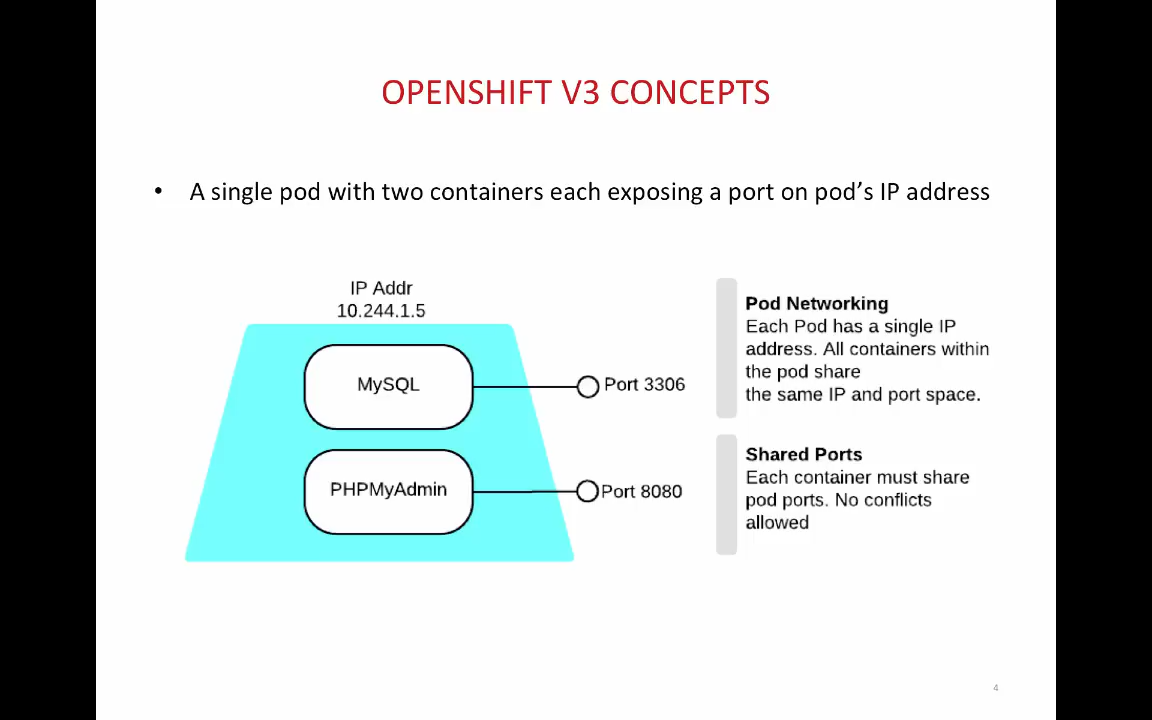 OPENSHIFT V3 CONCEPTS
• A single pod with two containers each exposing a port on pod’s IP address
IP Addr
10.244.1.5
MySQL
Port 3306
PHPMyAdmin
Port 8080
Pod Networking
Each Pod has a single IP
address. All containers within
the pod share
the same IP and port space.
Shared Ports
Each container must share
pod ports. No conflicts
allowed
4